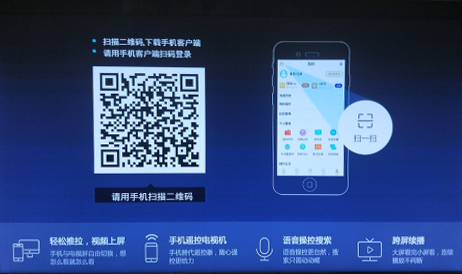 扫描二维码,下载手机客户端
请用手机客户端扫码登录
请用手机扫描二维码
扫一扫
轻松推拉，视频上屏
手机与电视屏自由切换，想
怎么看就怎么看
手机遥控电视机
手机替代遥控器，随心遥
控更给力
语音操控搜索
语音操控更自然，搜
索只需动动嘴
跨屏续播
大屏看完小屏看，连续
播放不间断